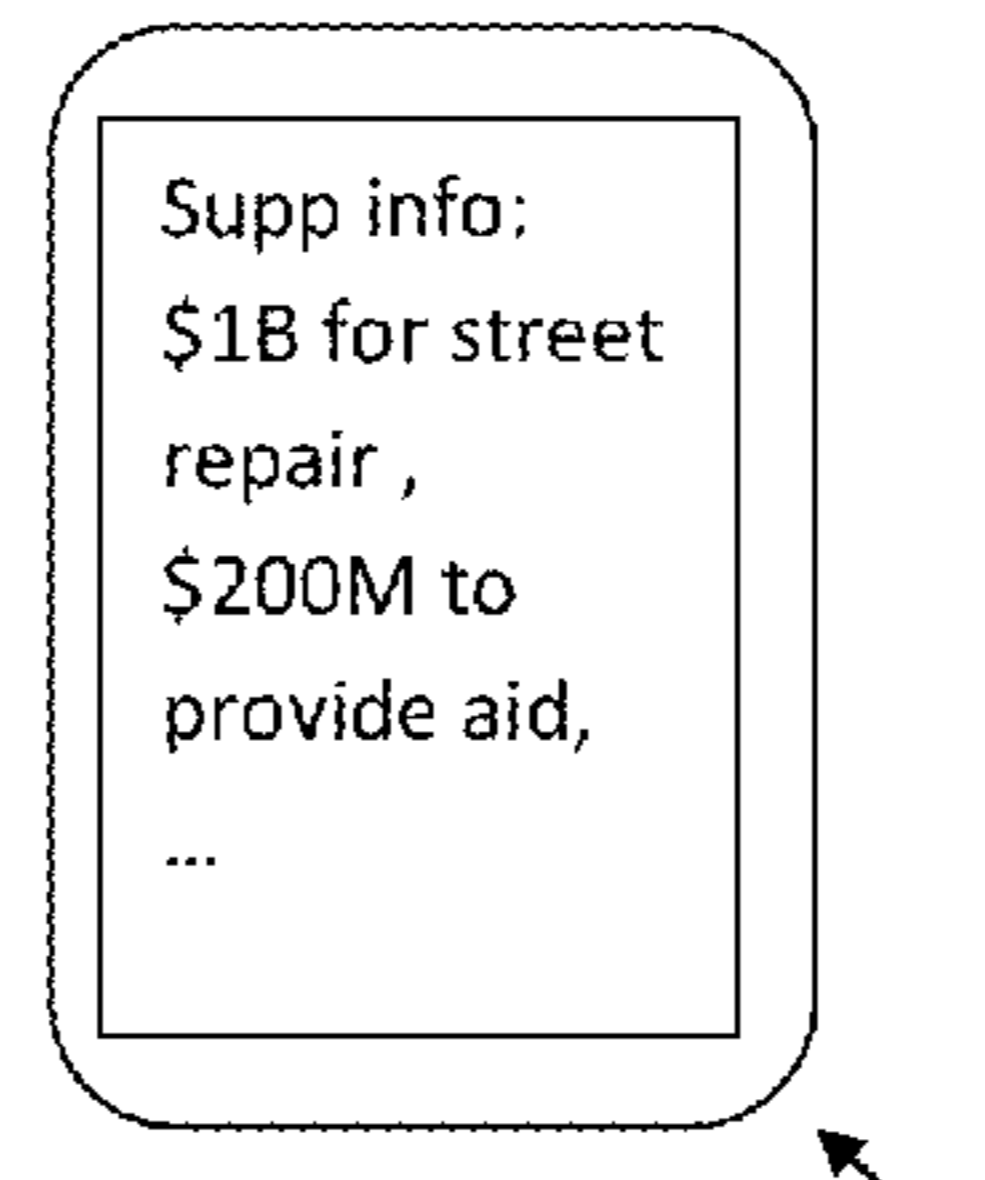 Supp info:
$1B for street
repair ,
$200M to
provide aid,
...